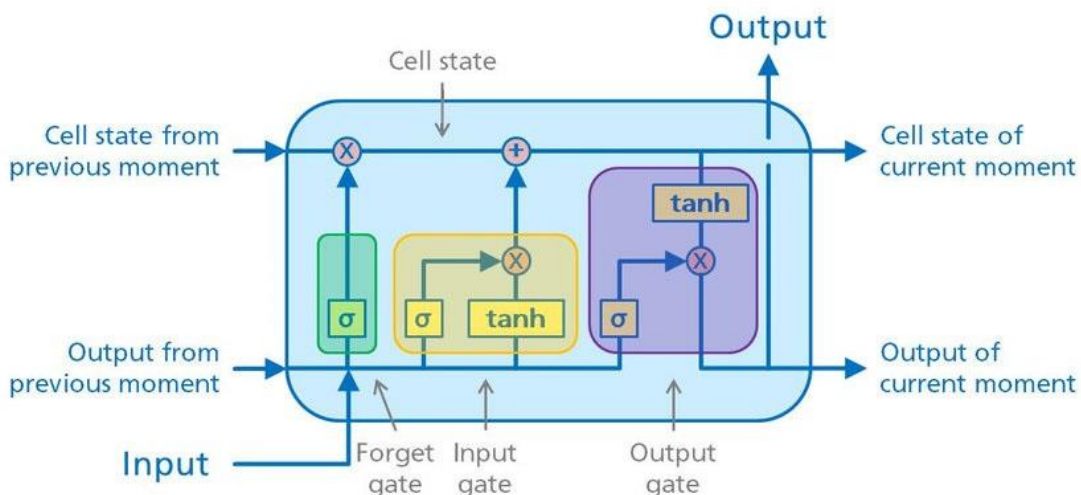 Output
Cell state
Cell state from
previous moment
Cell state of
current moment
X
+
tanh
X
X
σ
σ
tanh
σ
Output from
previous moment
Output of
current moment
Input
Forget
gate
Input
gate
Output
gate